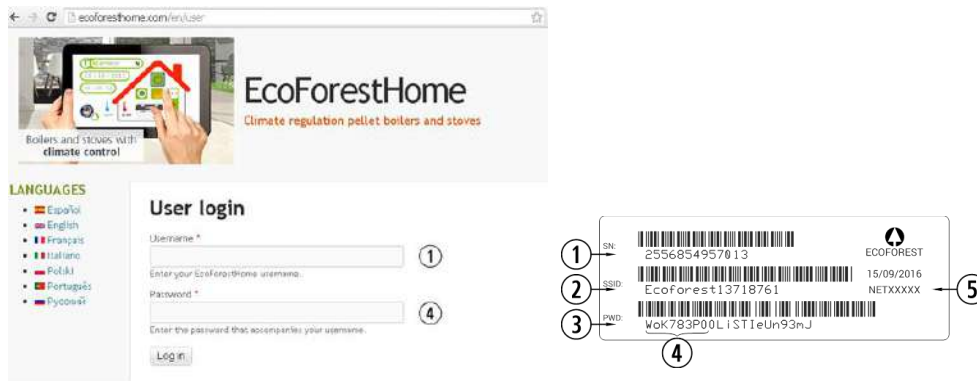 ecoforesthome.com/en/user
EcoForestHome
Climate regulation pellet boilers and stoves
Boilers and stoves with
climate control
LANGUAGES
Español
English
Français
Italiano
Polski
Português
Русский
User login
Username *
1
Enter your EcoForestHome username.
Password *
4
Enter the password that accompanies your username.
Log in
1
SN:
2556854957013
ECOFOREST
2
SSID:
Ecoforest13718761
15/09/2016
NETXXXXX
5
3
PWD:
WoK783P00LiSTIeUn93mJ
4